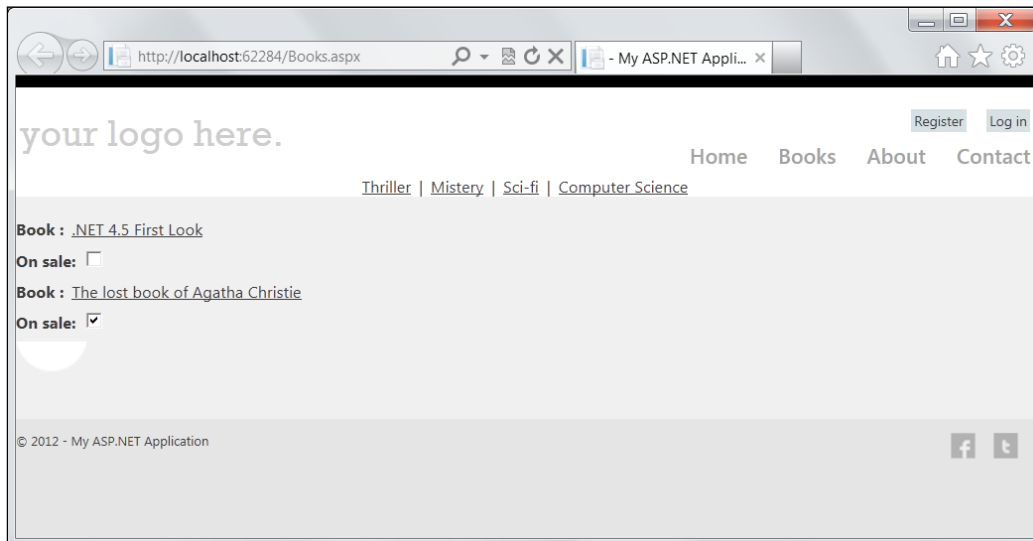 http://localhost:62284/Books.aspx
- My ASP.NET Appli...
Register Log in
your logo here.
Home Books About Contact
Thriller | Mistery | Sci-fi | Computer Science
Book : .NET 4.5 First Look
On sale:
Book : The lost book of Agatha Christie
On sale:
© 2012 - My ASP.NET Application
f t